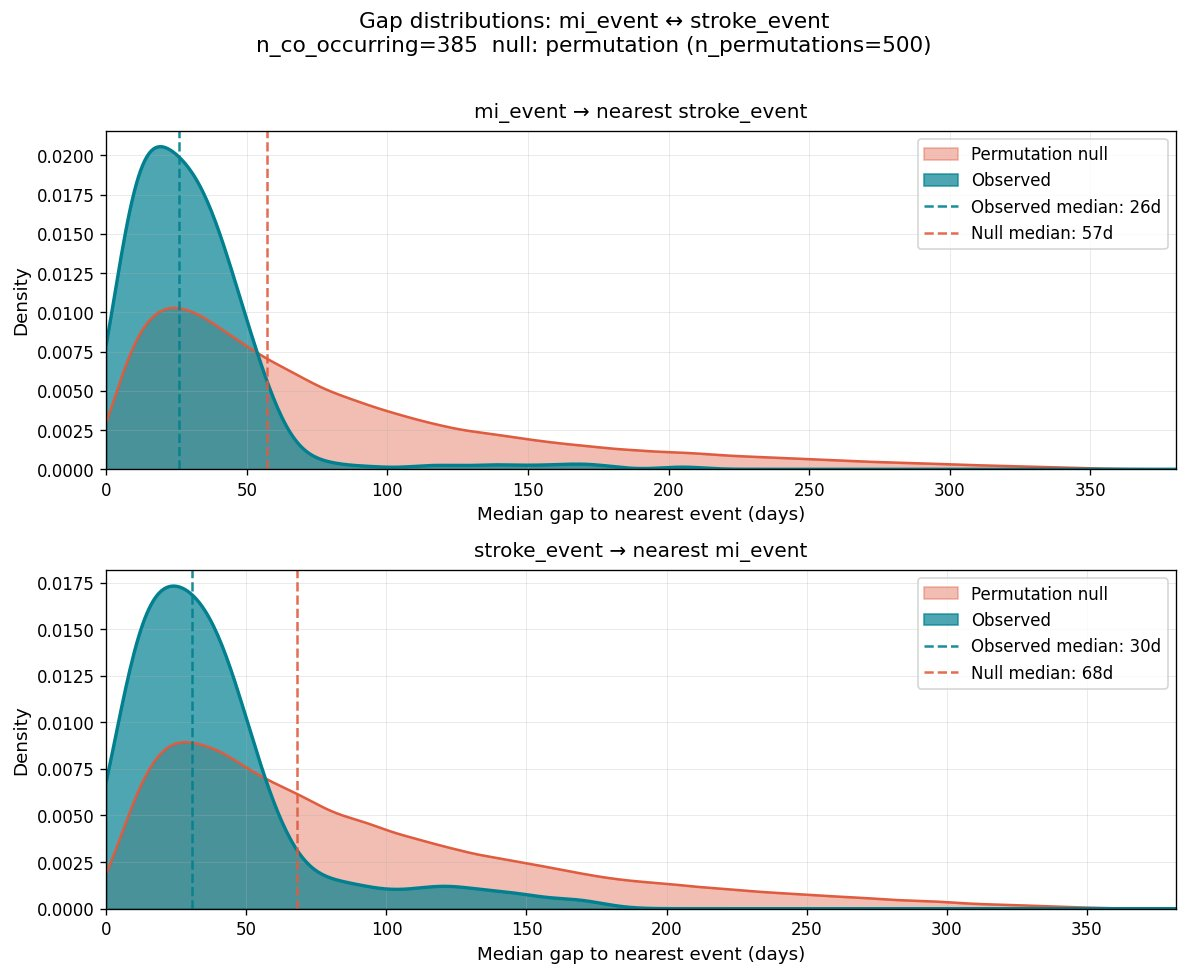 Gap distributions: mi_event ↔ stroke_event
n_co_occurring=385  null: permutation (n_permutations=500)
mi_event → nearest stroke_event
Density
0.0200
0.0175
0.0150
0.0125
0.0100
0.0075
0.0050
0.0025
0.0000
Permutation null
Observed
Observed median: 26d
Null median: 57d
0 50 100 150 200 250 300 350
Median gap to nearest event (days)
stroke_event → nearest mi_event
Density
0.0175
0.0150
0.0125
0.0100
0.0075
0.0050
0.0025
0.0000
Permutation null
Observed
Observed median: 30d
Null median: 68d
0 50 100 150 200 250 300 350
Median gap to nearest event (days)